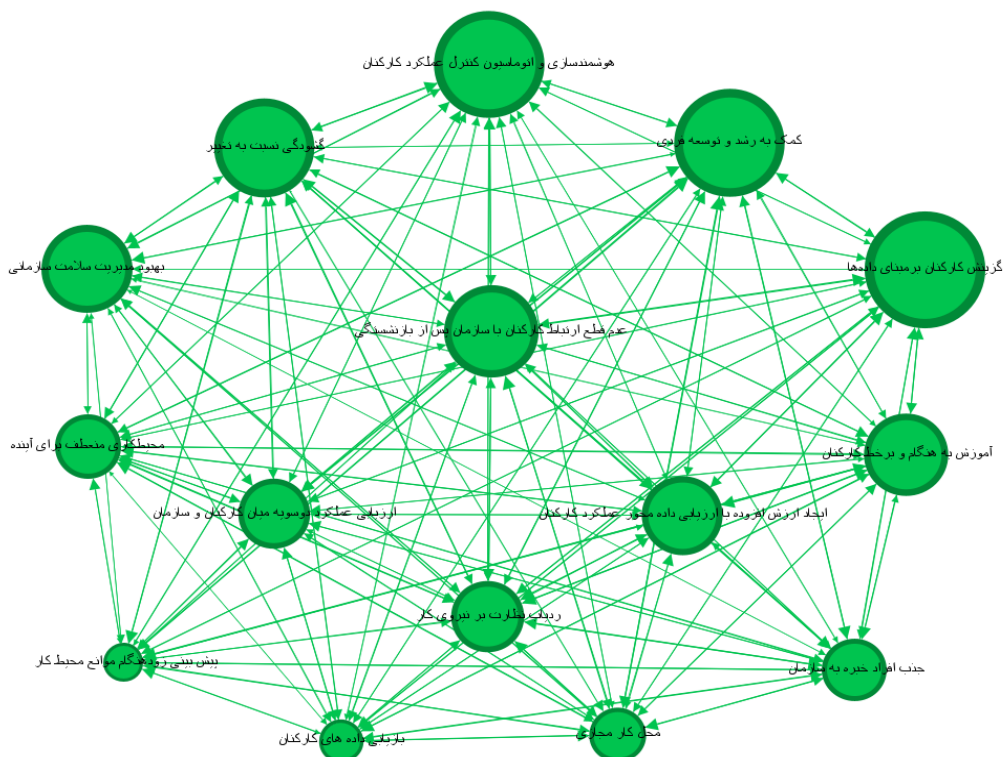 هوشمندسازی و اتوماسیون کنترل عملکرد کارکنان
کمک به رشد و توسعه فردی
گشودگی نسبت به تغییر
گزینش کارکنان برمبنای داده‌ها
بهبود مدیریت سلامت سازمانی
عدم قطع ارتباط کارکنان با سازمان پس از بازنشستگی
آموزش به هنگام و برخط کارکنان
محیط‌کاری منعطف برای آینده
ایجاد ارزش افزوده با ارزیابی داده محور عملکرد کارکنان
ارزیابی عملکرد دوسویه میان کارکنان و سازمان
ردیاب نظارت بر نیروی کار
جذب افراد خبره به سازمان
پیش بینی زودهنگام موانع محیط کار
محل کار مجازی
بازیابی داده های کارکنان